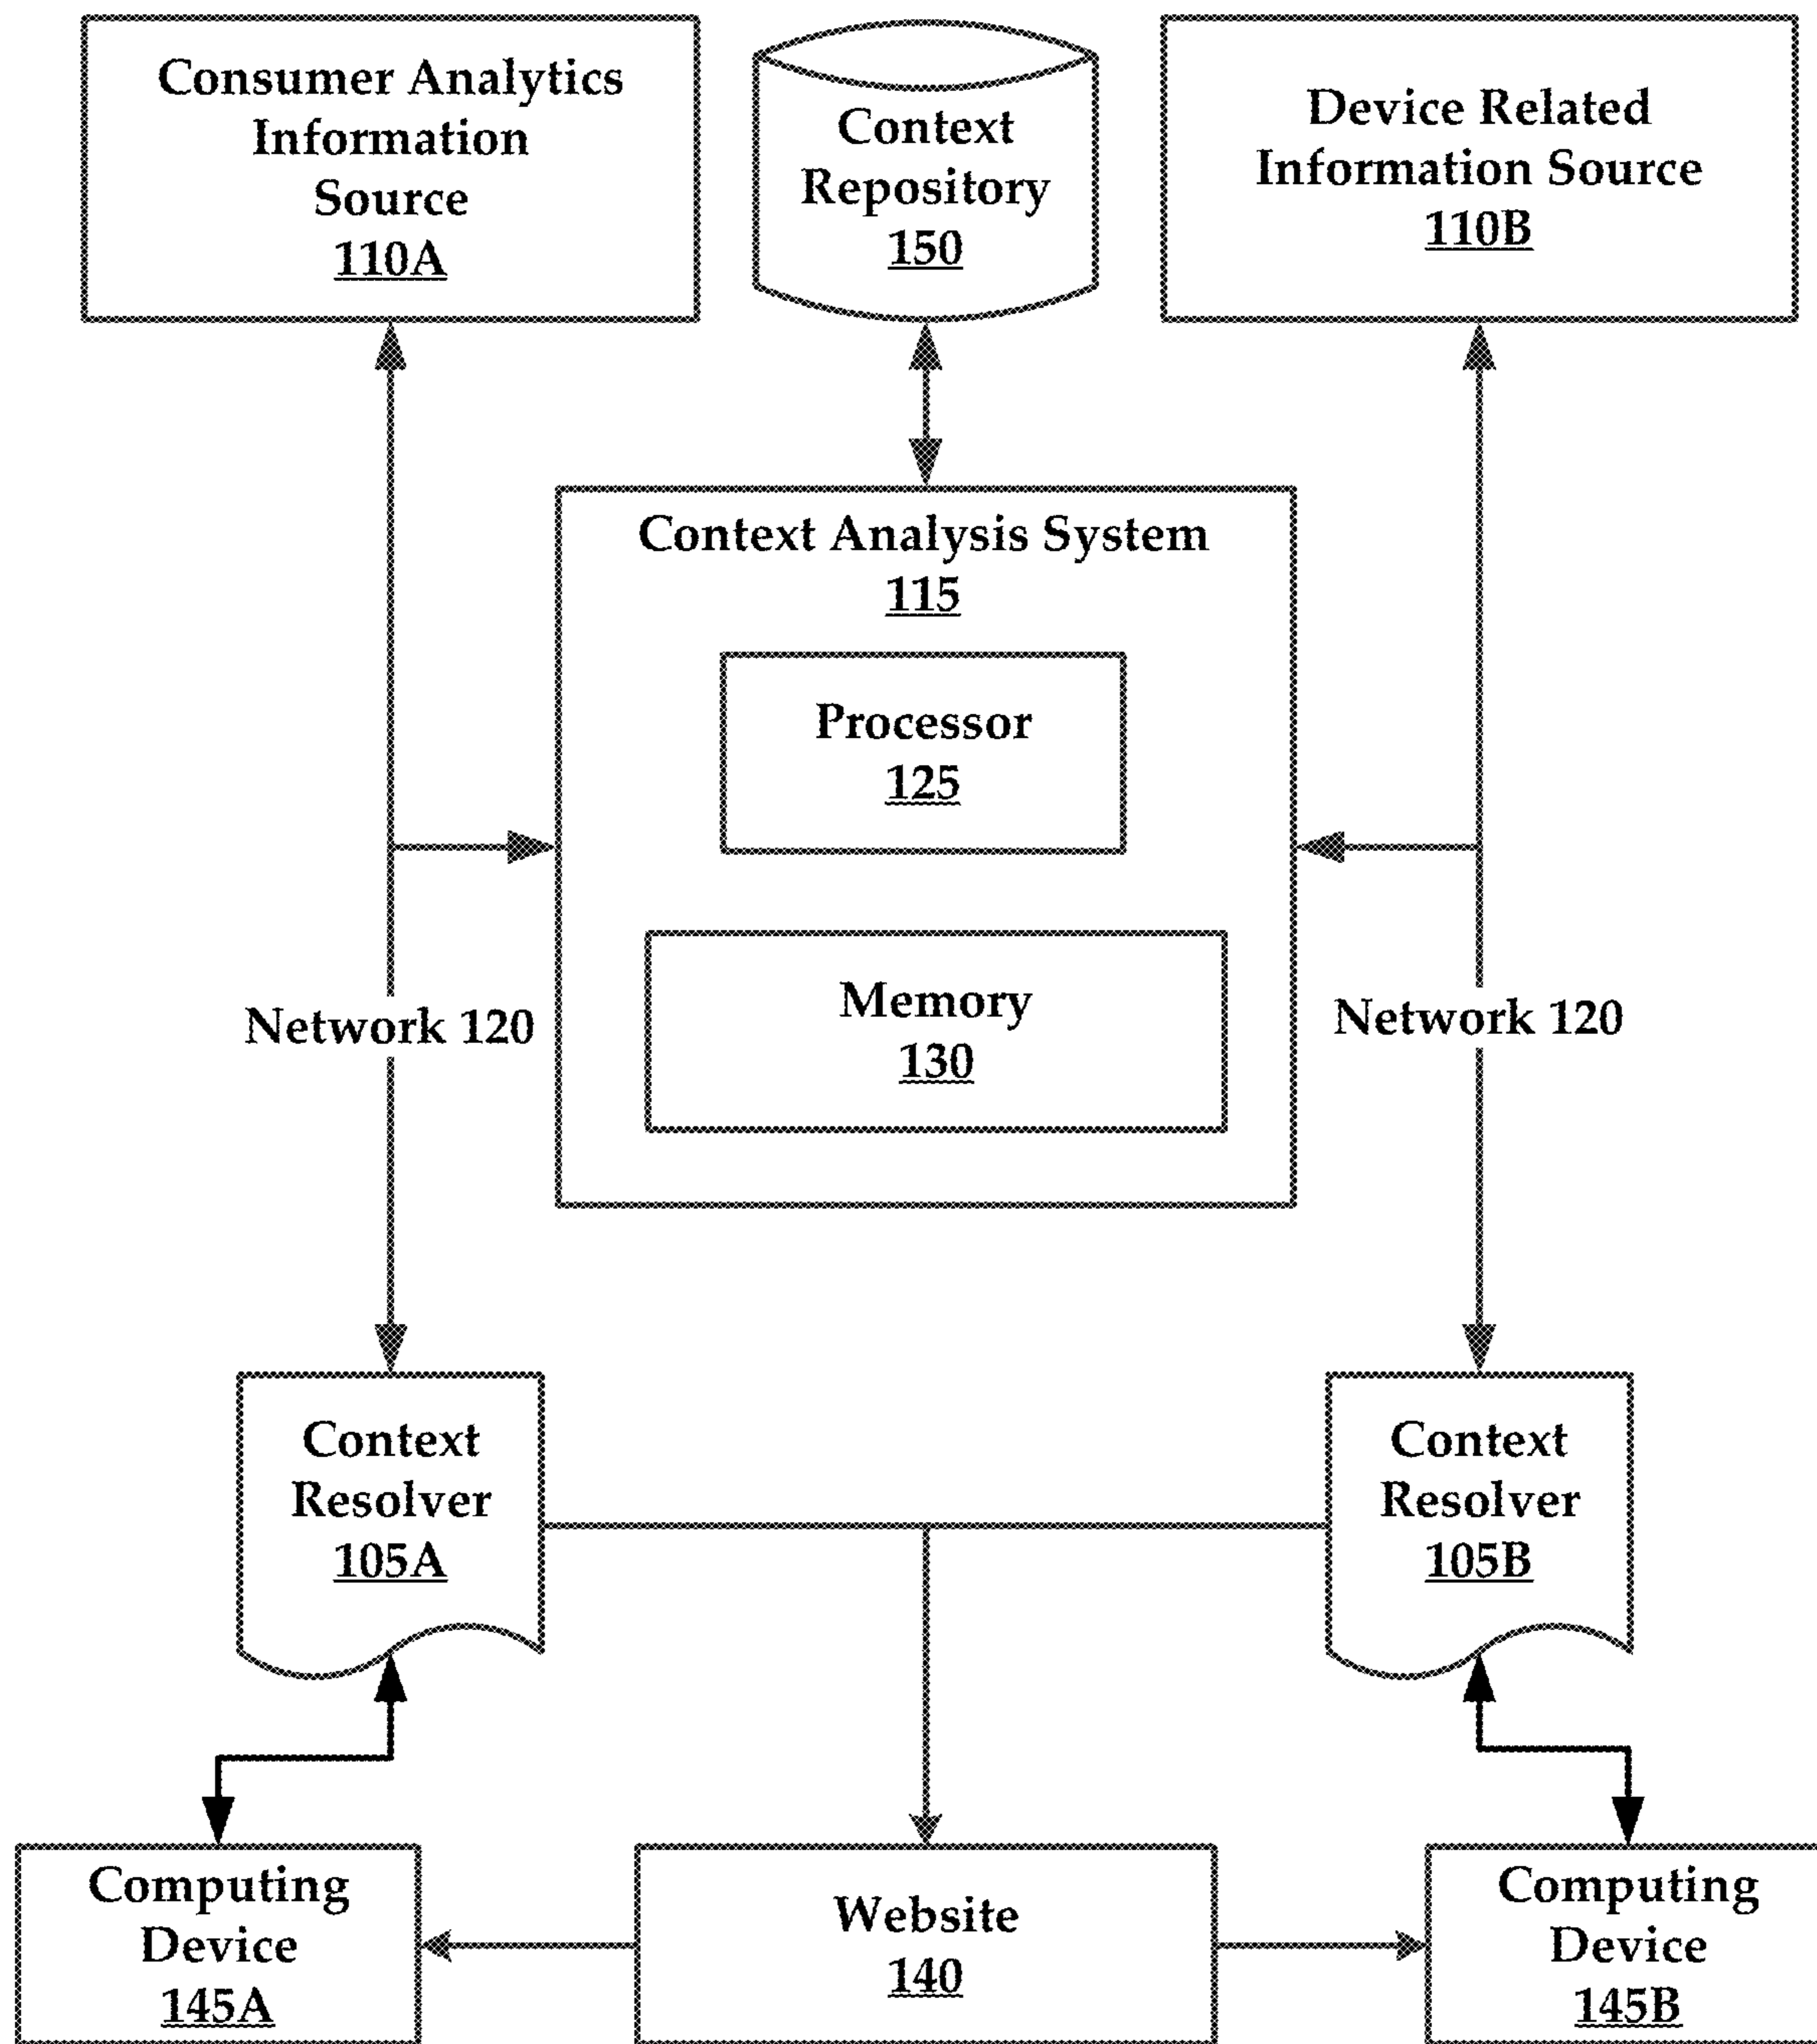 Consumer Analytics
Information
Source
110A
Context
Repository
150
Device Related
Information Source
110B
Context Analysis System
115
Processor
125
Memory
130
Network 120
Network 120
Context
Resolver
105A
Context
Resolver
105B
Computing
Device
145A
Website
140
Computing
Device
145B